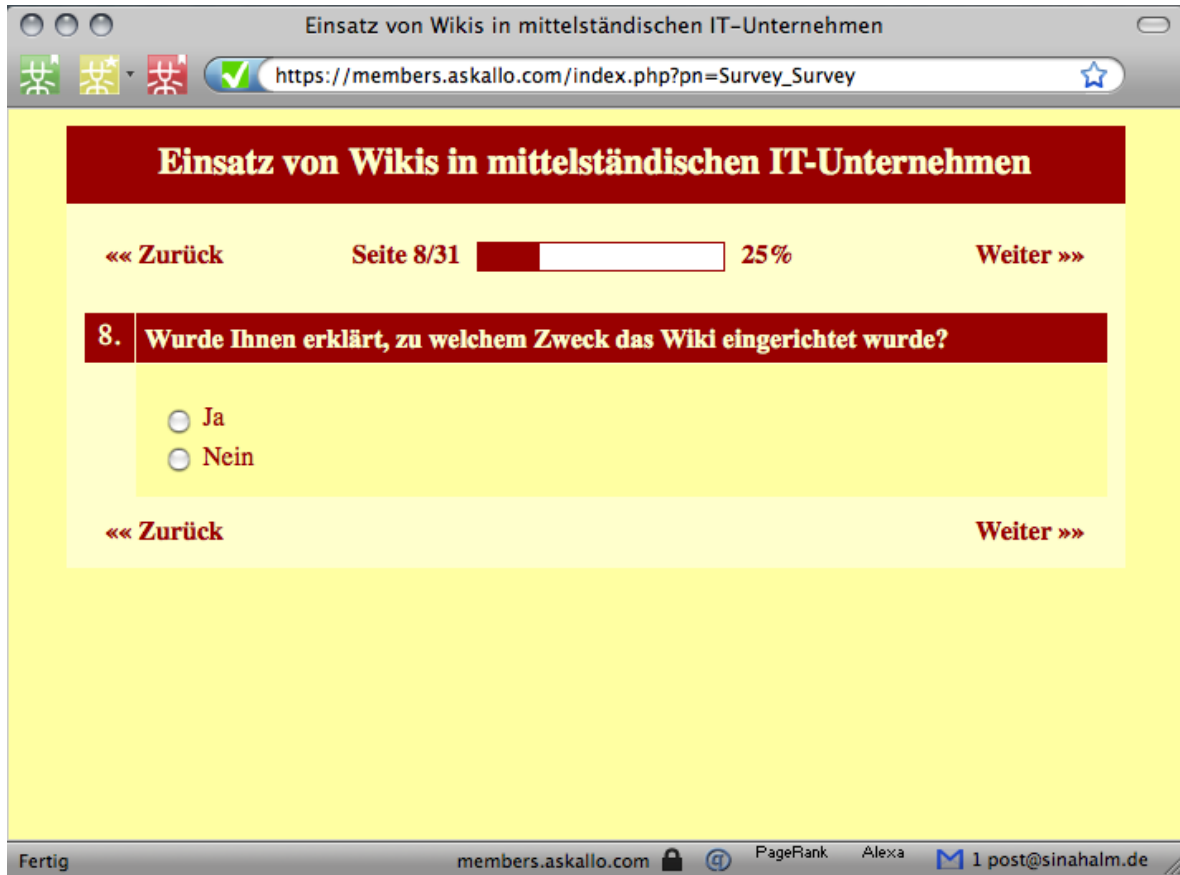 Einsatz von Wikis in mittelständischen IT-Unternehmen
https://members.askallo.com/index.php?pn=Survey_Survey
Einsatz von Wikis in mittelständischen IT-Unternehmen
«« Zurück Seite 8/31 25% Weiter »»
8. Wurde Ihnen erklärt, zu welchem Zweck das Wiki eingerichtet wurde?
Ja
Nein
«« Zurück Weiter »»
Fertig members.askallo.com PageRank Alexa 1 post@sinahalm.de